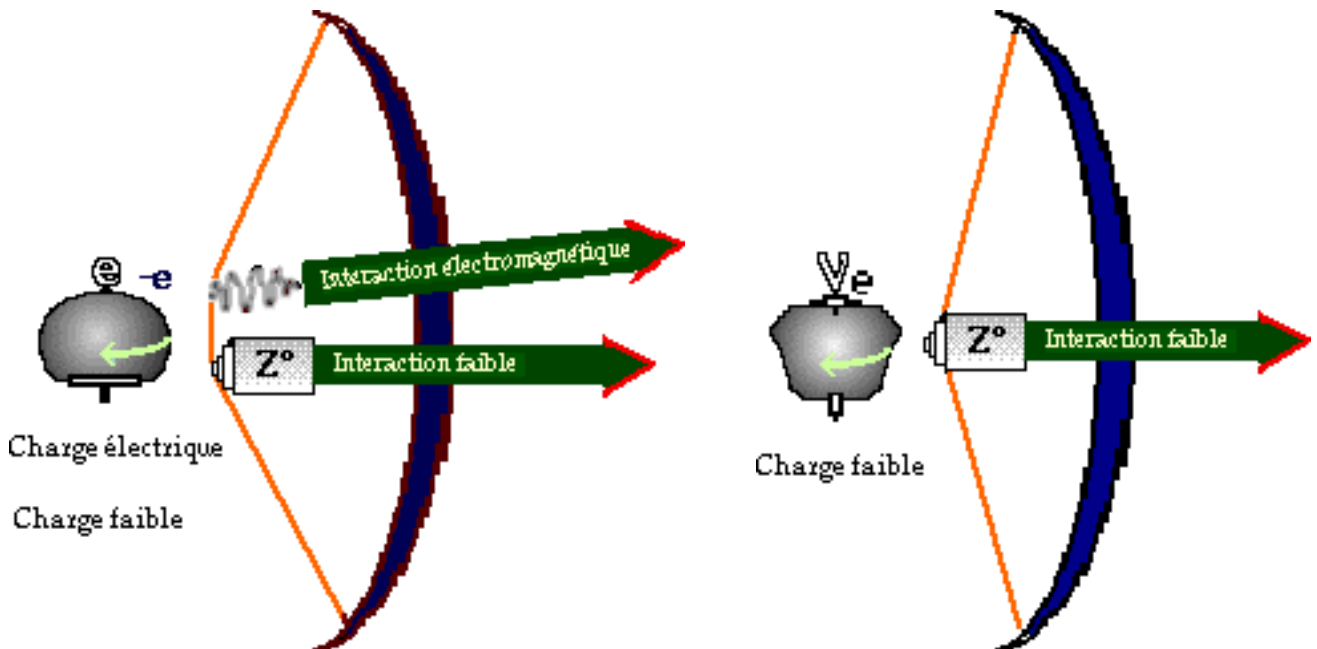 e -e
Interaction électromagnétique
Z°
Interaction faible
Charge électrique
Charge faible
Ve
Z°
Interaction faible
Charge faible